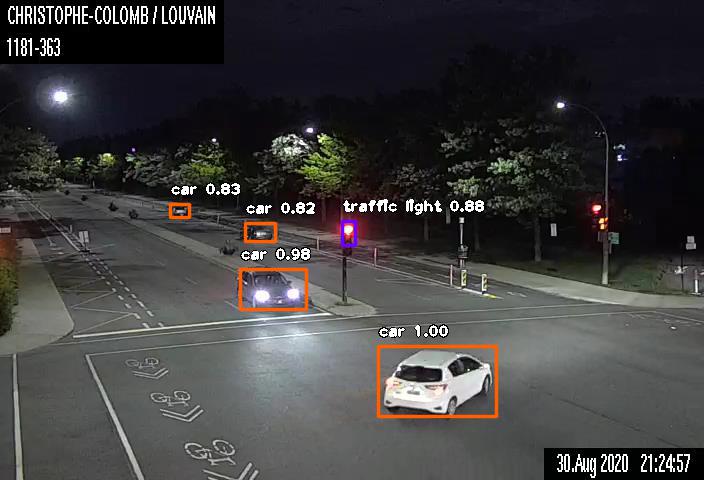 CHRISTOPHE-COLOMB / LOUVAIN
1181-363
car 0.83
car 0.82
traffic light 0.88
car 0.98
car 1.00
30.Aug 2020 21:24:57